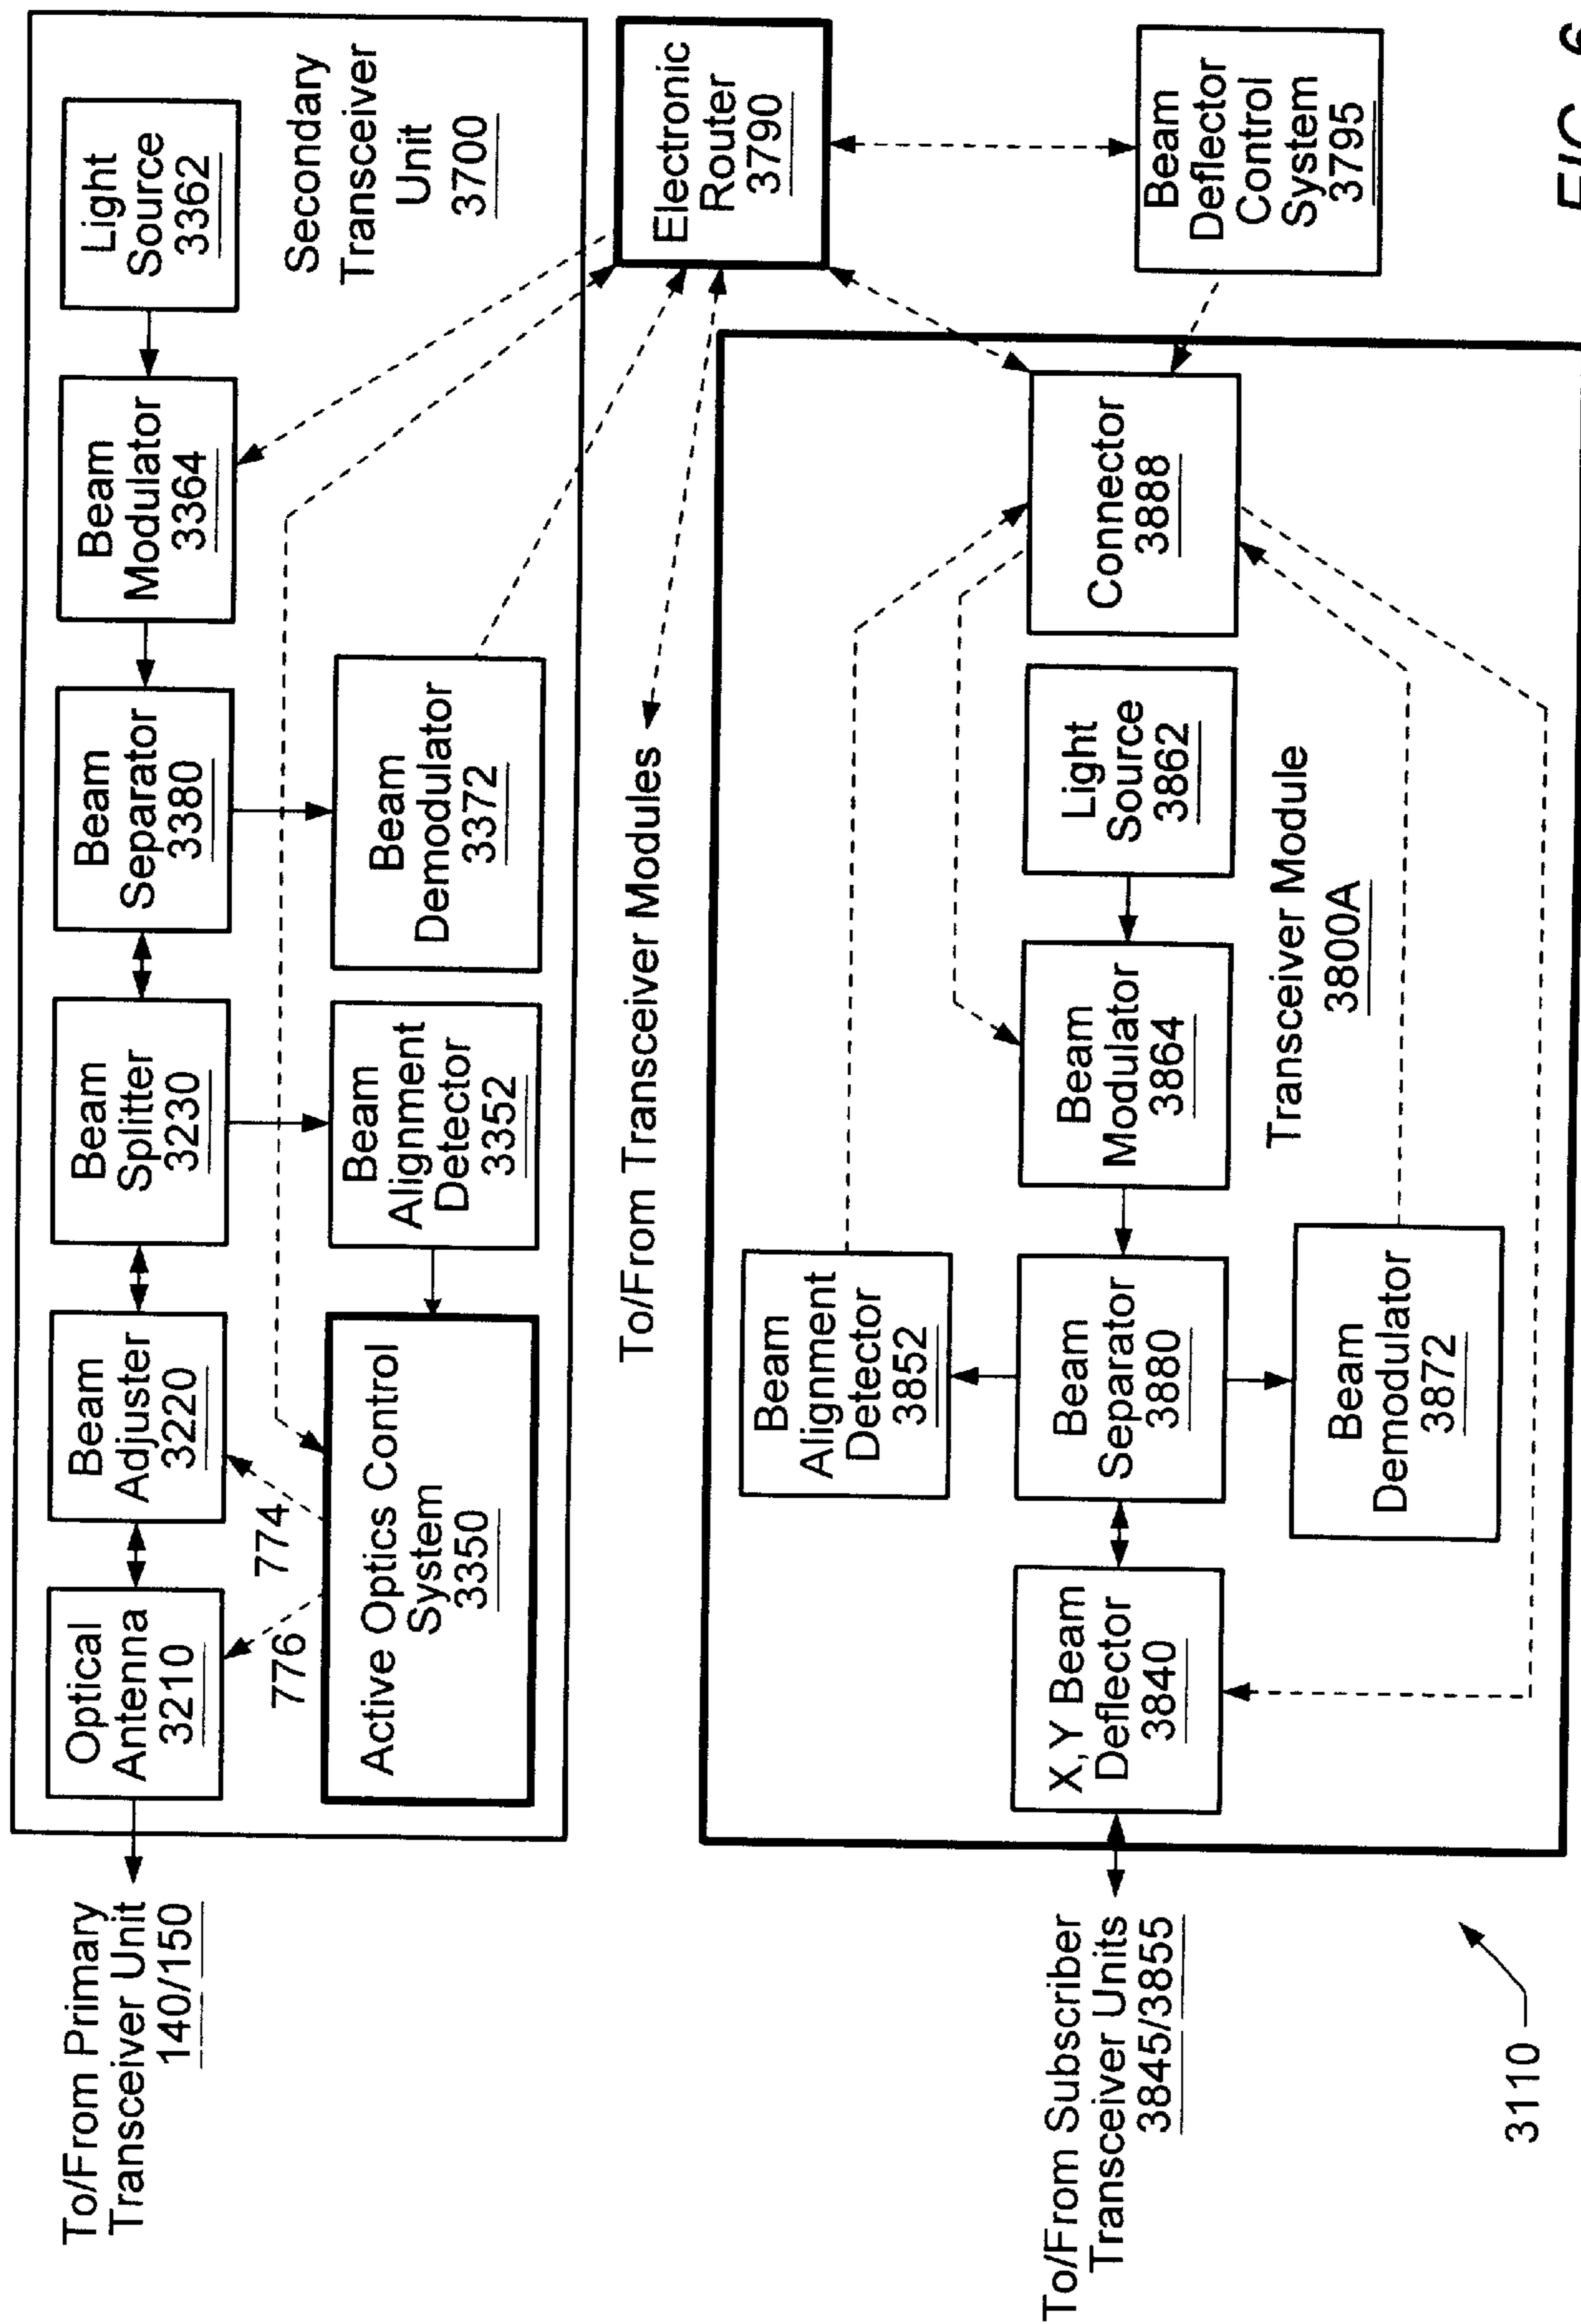 To/From Primary
Transceiver Unit
140/150
Optical
Antenna
3210
Beam
Adjuster
3220
Beam
Splitter
3230
Beam
Separator
3380
Beam
Modulator
3364
Light
Source
3362
776
774
Active Optics Control
System
3350
Beam
Alignment
Detector
3352
Beam
Demodulator
3372
Secondary
Transceiver
Unit
3700
To/From Transceiver Modules
Electronic
Router
3790
Beam
Alignment
Detector
3852
To/From Subscriber
Transceiver Units
3845/3855
X,Y Beam
Deflector
3840
Beam
Separator
3880
Beam
Modulator
3864
Light
Source
3862
Connector
3888
Beam
Deflector
Control
System
3795
Beam
Demodulator
3872
Transceiver Module
3800A
3110
FIG. 6